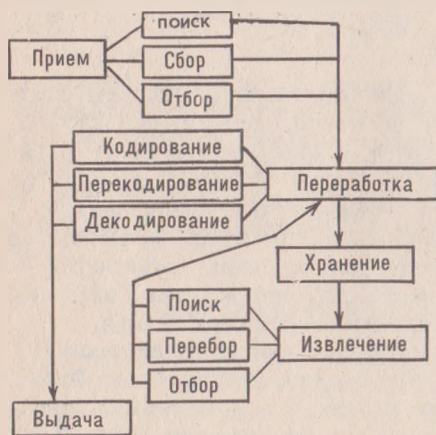 поиск
Прием
Сбор
Отбор
Кодирование
Перекодирование
Переработка
Декодирование
Хранение
Поиск
Перебор
Извлечение
Отбор
Выдача